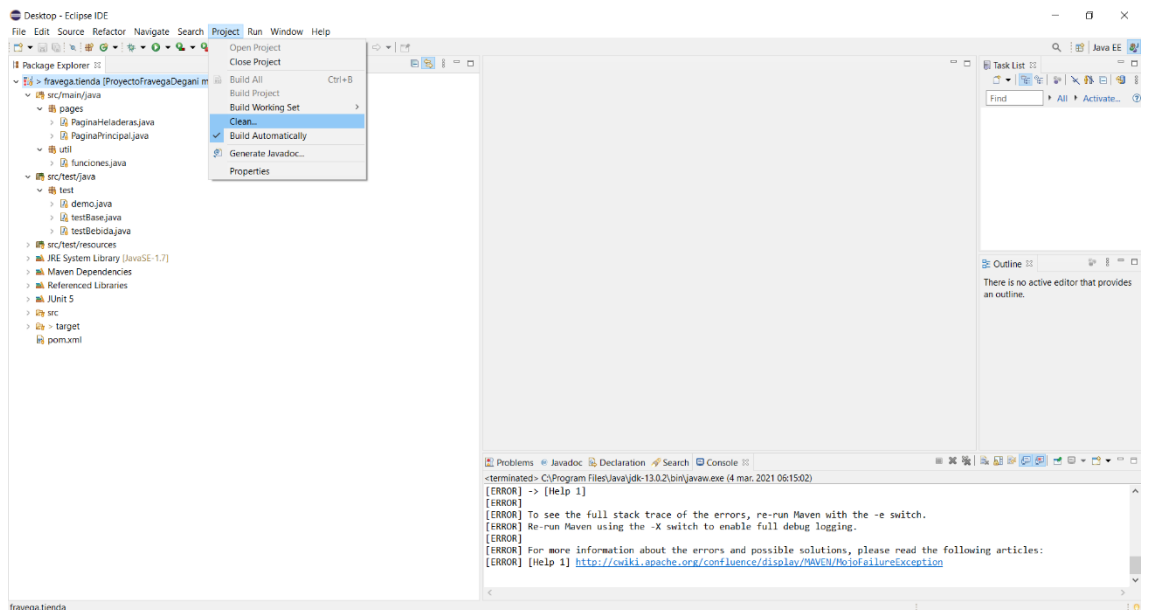 Desktop - Eclipse IDE
File Edit Source Refactor Navigate Search Project Run Window Help
Java EE
Package Explorer
> fravega.tienda [ProyectoFravegaDegani m
src/main/java
pages
PaginaHeladeras.java
PaginaPrincipal.java
util
funciones.java
src/test/java
test
demo.java
testBase.java
testBebida.java
src/test/resources
JRE System Library [JavaSE-1.7]
Maven Dependencies
Referenced Libraries
JUnit 5
src
> target
pom.xml
Open Project
Close Project
Build All Ctrl+B
Build Project
Build Working Set >
Clean...
Build Automatically
Generate Javadoc...
Properties
Task List
Find All Activate...
Outline
There is no active editor that provides
an outline.
Problems Javadoc Declaration Search Console
<terminated> C:\Program Files\Java\jdk-13.0.2\bin\javaw.exe (4 mar. 2021 06:15:02)
[ERROR] -> [Help 1]
[ERROR]
[ERROR] To see the full stack trace of the errors, re-run Maven with the -e switch.
[ERROR] Re-run Maven using the -X switch to enable full debug logging.
[ERROR]
[ERROR] For more information about the errors and possible solutions, please read the following articles:
[ERROR] [Help 1] http://cwiki.apache.org/confluence/display/MAVEN/MojoFailureException
fravega.tienda